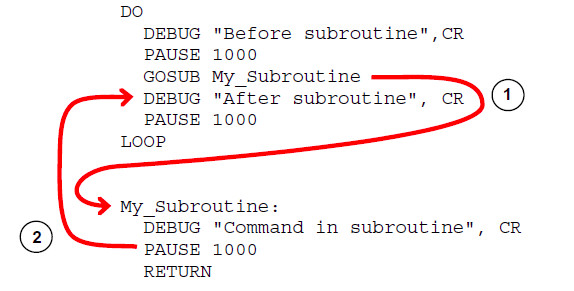 DO
DEBUG "Before subroutine",CR
PAUSE 1000
GOSUB My_Subroutine
1
DEBUG "After subroutine", CR
PAUSE 1000
LOOP
My_Subroutine:
DEBUG "Command in subroutine", CR
2
PAUSE 1000
RETURN